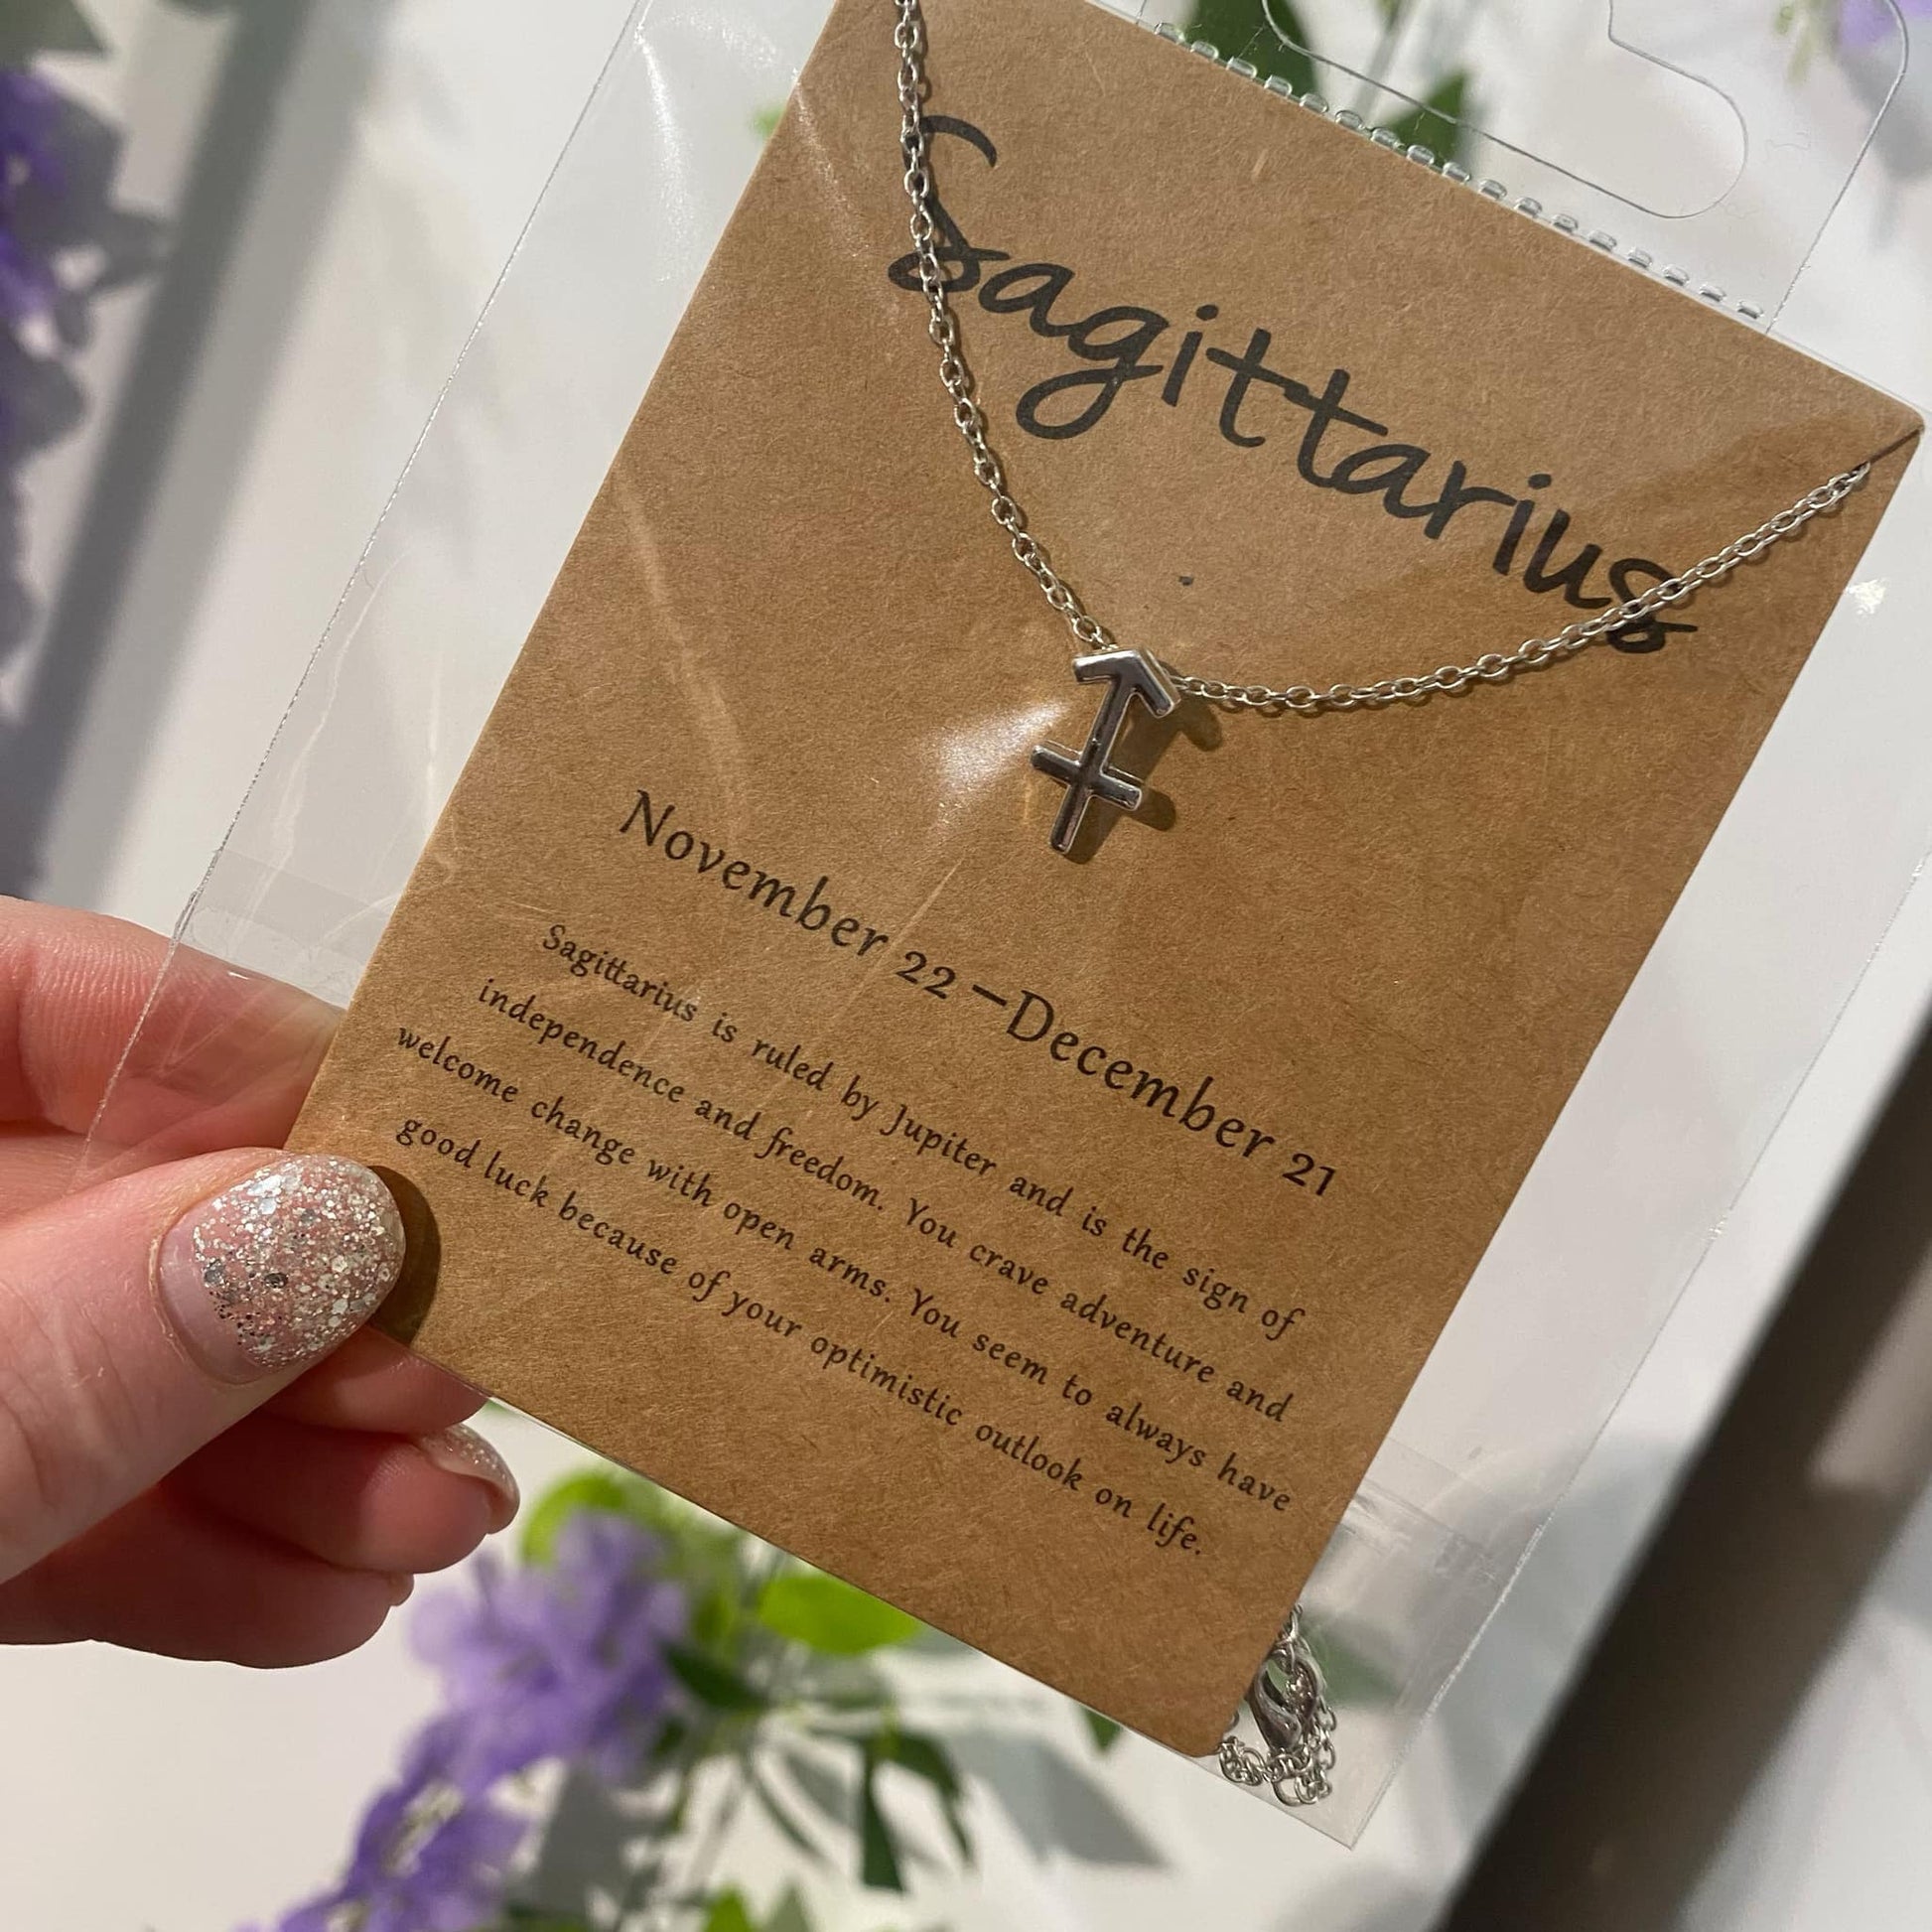 Sagittarius
November 22–December 21
Sagittarius is ruled by Jupiter and is the sign of
independence and freedom. You crave adventure and
welcome change with open arms. You seem to always have
good luck because of your optimistic outlook on life.